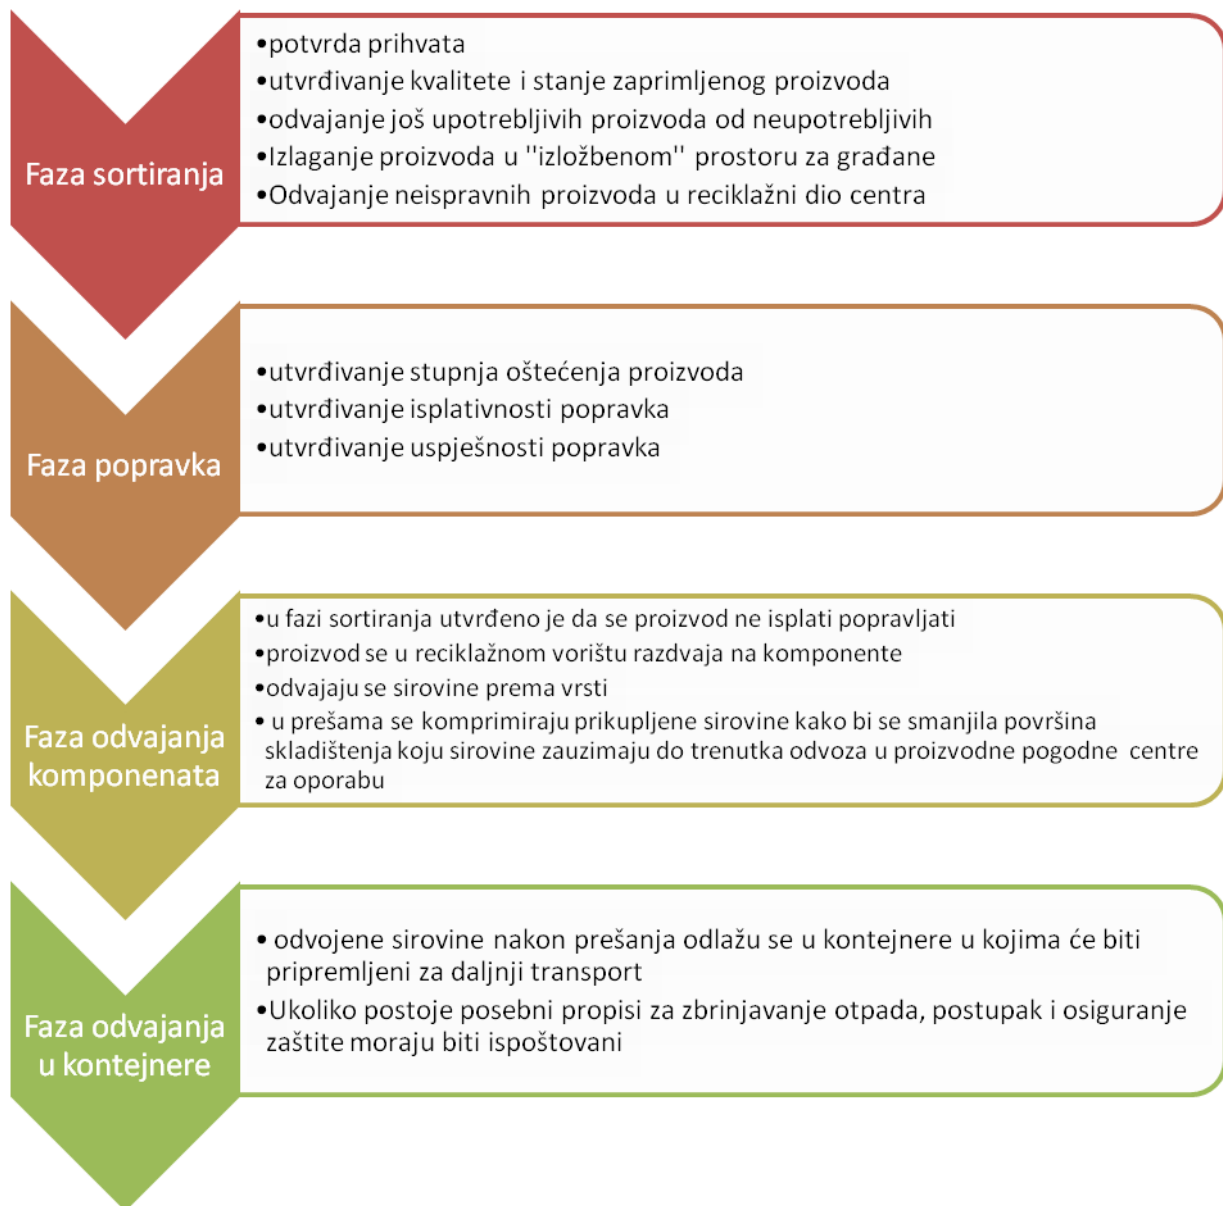 Faza sortiranja
•potvrda prihvata
•utvrđivanje kvalitete i stanje zaprimljenog proizvoda
•odvajanje još upotrebljivih proizvoda od neupotrebljivih
•Izlaganje proizvoda u "izložbenom" prostoru za građane
•Odvajanje neispravnih proizvoda u reciklažni dio centra
Faza popravka
•utvrđivanje stupnja oštećenja proizvoda
•utvrđivanje isplativnosti popravka
•utvrđivanje uspješnosti popravka
Faza odvajanja
komponenata
•u fazi sortiranja utvrđeno je da se proizvod ne isplati popravljati
•proizvod se u reciklažnom vorištu razdvaja na komponente
•odvajaju se sirovine prema vrsti
• u prešama se komprimiraju prikupljene sirovine kako bi se smanjila površina
skladištenja koju sirovine zauzimaju do trenutka odvoza u proizvodne pogodne centre
za oporabu
Faza odvajanja
u kontejnere
• odvojene sirovine nakon prešanja odlažu se u kontejnere u kojima će biti
pripremljeni za daljnji transport
•Ukoliko postoje posebni propisi za zbrinjavanje otpada, postupak i osiguranje
zaštite moraju biti ispoštovani